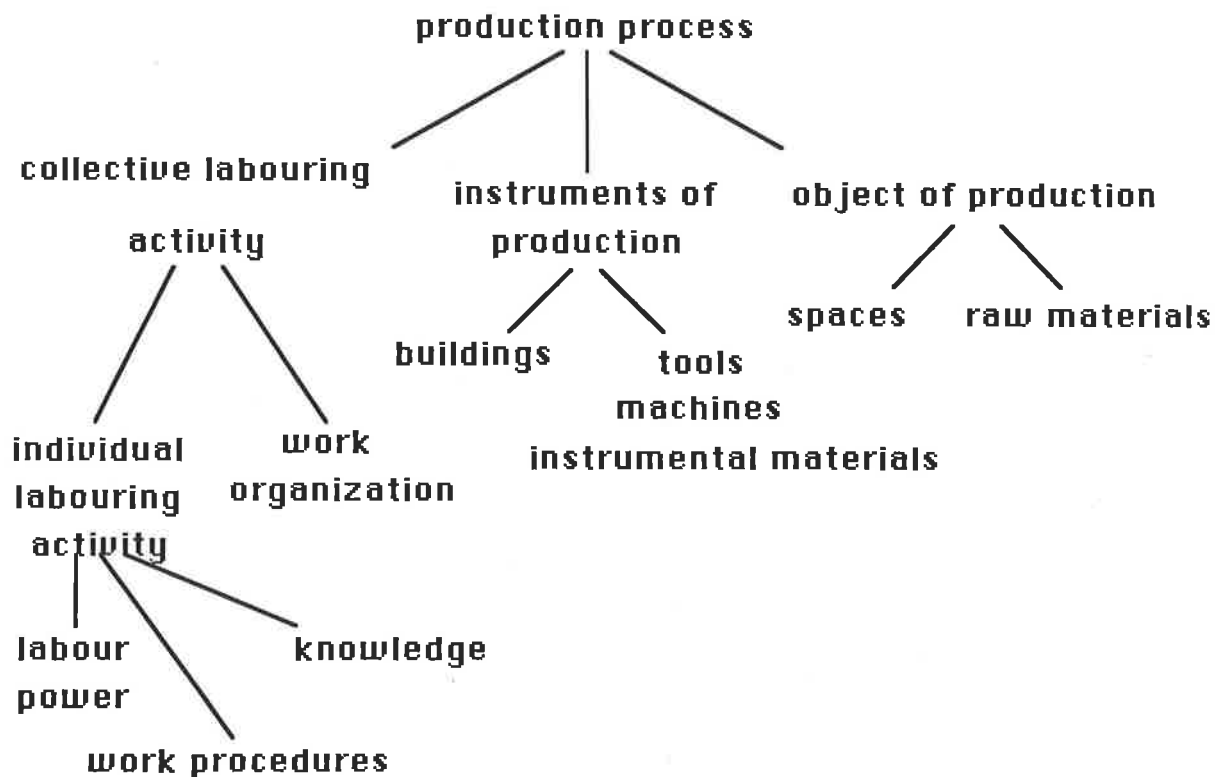 production process
collective labouring
activity
instruments of
production
object of production
spaces
raw materials
buildings
tools
machines
instrumental materials
individual
labouring
activity
work
organization
labour
power
knowledge
work procedures